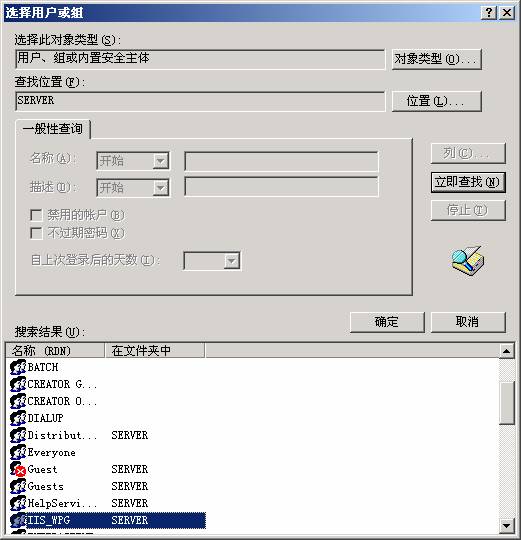 选择用户或组
选择此对象类型(S):
用户、组或内置安全主体
对象类型(O)...
查找位置(F):
SERVER
位置(L)...
一般性查询
名称(A):
开始
描述(D):
开始
禁用的帐户(B)
不过期密码(X)
自上次登录后的天数(I):
列(C)...
立即查找(N)
停止(T)
确定
取消
搜索结果(U):
名称 (RDN) 在文件夹中
BATCH
CREATOR G...
CREATOR O...
DIALUP
Distribut... SERVER
Everyone
Guest SERVER
Guests SERVER
HelpServi... SERVER
IIS_WPG SERVER